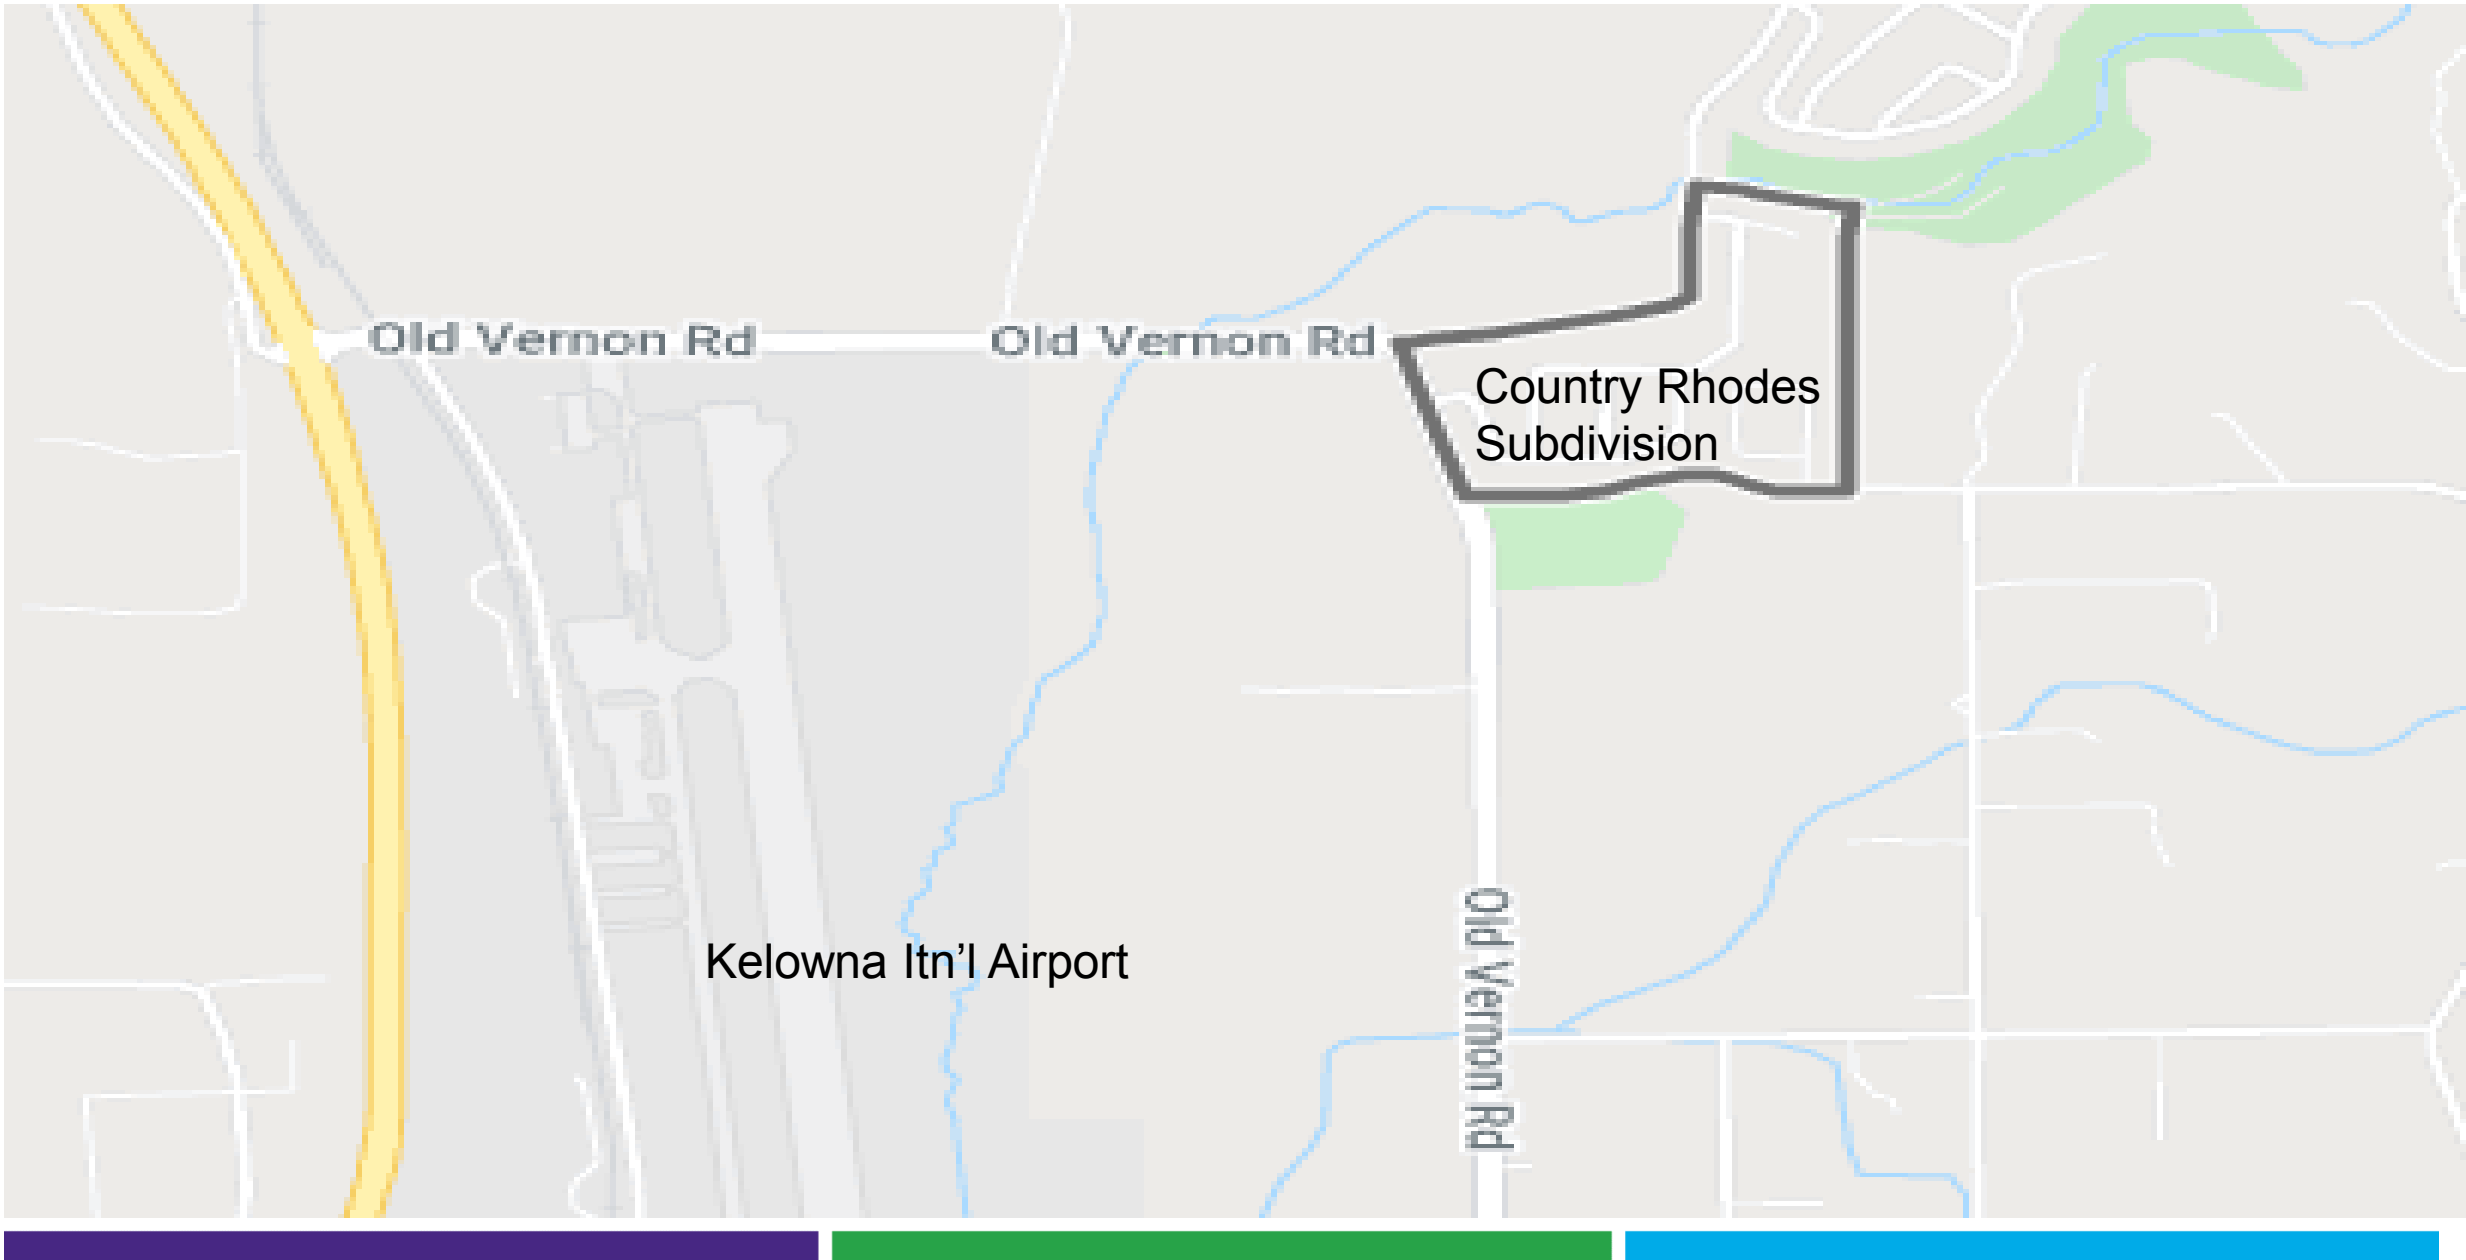 Old Vernon Rd
Old Vernon Rd
Country Rhodes
Subdivision
Kelowna Itn’l Airport
Old Vernon Rd